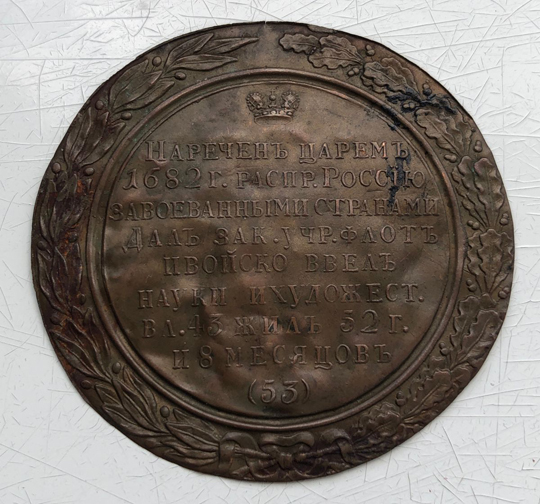 НАРЕЧЕНЪ ЦАРЕМЪ
1682 Г. РАСПР. РОССIЮ
ЗАВОЕВАННЫМИ СТРАНАМИ
ДАЛЪ ЗАК. УЧР. ФЛОТЪ
И ВОЙСКО ВВЕЛЪ
НАУКИ И ХУДОЖЕСТ.
ВЛ. 43 ЖИЛЪ 52 Г.
И 8 МЕСЯЦОВЪ
(53)